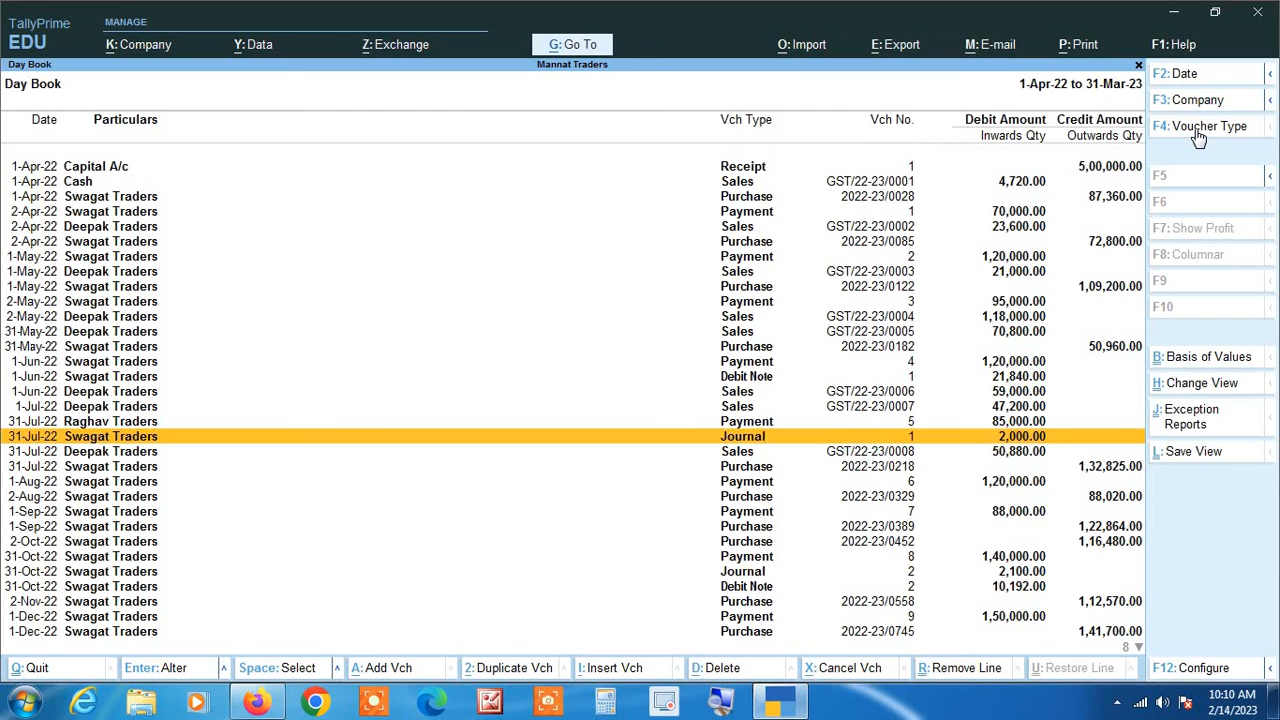 TallyPrime
EDU
MANAGE
K: Company
Y: Data
Z: Exchange
G: Go To
O: Import
E: Export
M: E-mail
P: Print
F1: Help
Day Book
Mannat Traders
×
Day Book
1-Apr-22 to 31-Mar-23
Date Particulars Vch Type Vch No. Debit Amount Credit Amount
Inwards Qty Outwards Qty
1-Apr-22 Capital A/c Receipt 1 5,00,000.00
1-Apr-22 Cash Sales GST/22-23/0001 4,720.00
1-Apr-22 Swagat Traders Purchase 2022-23/0028 87,360.00
2-Apr-22 Swagat Traders Payment 1 70,000.00
2-Apr-22 Deepak Traders Sales GST/22-23/0002 23,600.00
2-Apr-22 Swagat Traders Purchase 2022-23/0085 72,800.00
1-May-22 Swagat Traders Payment 2 1,20,000.00
1-May-22 Deepak Traders Sales GST/22-23/0003 21,000.00
1-May-22 Swagat Traders Purchase 2022-23/0122 1,09,200.00
2-May-22 Swagat Traders Payment 3 95,000.00
2-May-22 Deepak Traders Sales GST/22-23/0004 1,18,000.00
31-May-22 Deepak Traders Sales GST/22-23/0005 70,800.00
31-May-22 Swagat Traders Purchase 2022-23/0182 50,960.00
1-Jun-22 Swagat Traders Payment 4 1,20,000.00
1-Jun-22 Swagat Traders Debit Note 1 21,840.00
1-Jun-22 Deepak Traders Sales GST/22-23/0006 59,000.00
1-Jul-22 Deepak Traders Sales GST/22-23/0007 47,200.00
31-Jul-22 Raghav Traders Payment 5 85,000.00
31-Jul-22 Swagat Traders Journal 1 2,000.00
31-Jul-22 Deepak Traders Sales GST/22-23/0008 50,880.00
31-Jul-22 Swagat Traders Purchase 2022-23/0218 1,32,825.00
1-Aug-22 Swagat Traders Payment 6 1,20,000.00
2-Aug-22 Swagat Traders Purchase 2022-23/0329 88,020.00
1-Sep-22 Swagat Traders Payment 7 88,000.00
1-Sep-22 Swagat Traders Purchase 2022-23/0389 1,22,864.00
2-Oct-22 Swagat Traders Purchase 2022-23/0452 1,16,480.00
31-Oct-22 Swagat Traders Payment 8 1,40,000.00
31-Oct-22 Swagat Traders Journal 2 2,100.00
31-Oct-22 Swagat Traders Debit Note 2 10,192.00
2-Nov-22 Swagat Traders Purchase 2022-23/0558 1,12,570.00
1-Dec-22 Swagat Traders Payment 9 1,50,000.00
1-Dec-22 Swagat Traders Purchase 2022-23/0745 1,41,700.00
8
F2: Date
F3: Company
F4: Voucher Type
F5
F6
F7: Show Profit
F8: Columnar
F9
F10
B: Basis of Values
H: Change View
J: Exception
Reports
L: Save View
Q: Quit
Enter: Alter
Space: Select
A: Add Vch
2: Duplicate Vch
I: Insert Vch
D: Delete
X: Cancel Vch
R: Remove Line
U: Restore Line
F12: Configure
10:10 AM
2/14/2023